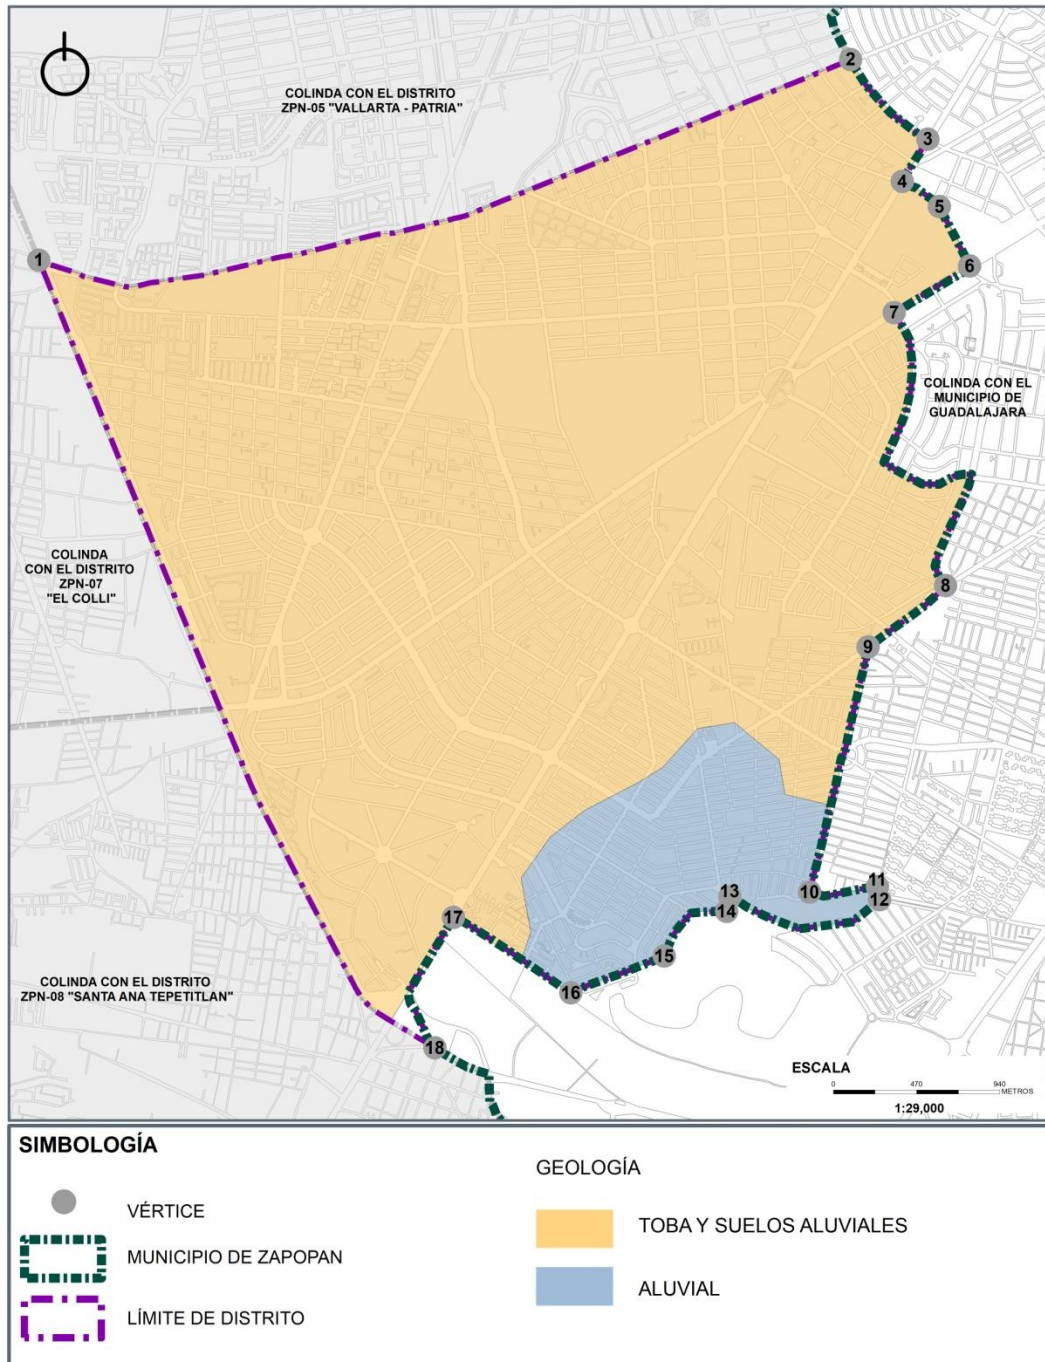 COLINDA CON EL DISTRITO
ZPN-05 "VALLARTA - PATRIA"
2
3
4
5
1
6
7
COLINDA CON EL
MUNICIPIO DE
GUADALAJARA
COLINDA
CON EL DISTRITO
ZPN-07
"EL COLLI"
8
9
10
11
12
13
14
17
15
COLINDA CON EL DISTRITO
ZPN-08 "SANTA ANA TEPETITLAN"
16
18
ESCALA
0 470 940
METROS
1:29,000
SIMBOLOGÍA
VÉRTICE
MUNICIPIO DE ZAPOPAN
LÍMITE DE DISTRITO
GEOLOGÍA
TOBA Y SUELOS ALUVIALES
ALUVIAL